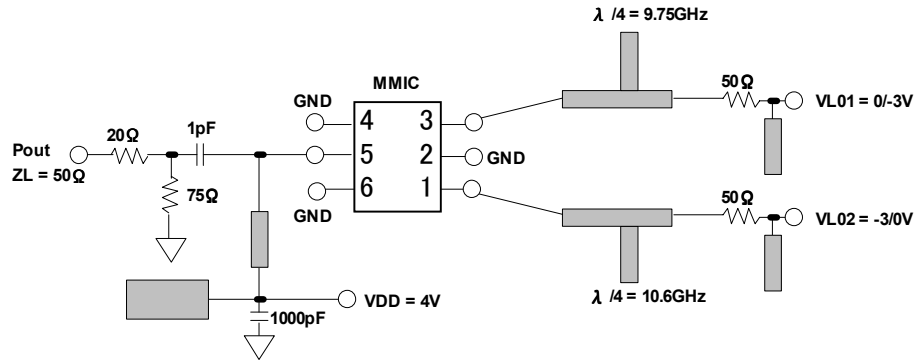 λ /4 = 9.75GHz
MMIC
50Ω
GND
VL01 = 0/-3V
1pF
4 3
20Ω
Pout
ZL = 50Ω
5 2
GND
75Ω
6 1
GND
50Ω
VL02 = -3/0V
λ /4 = 10.6GHz
VDD = 4V
1000pF